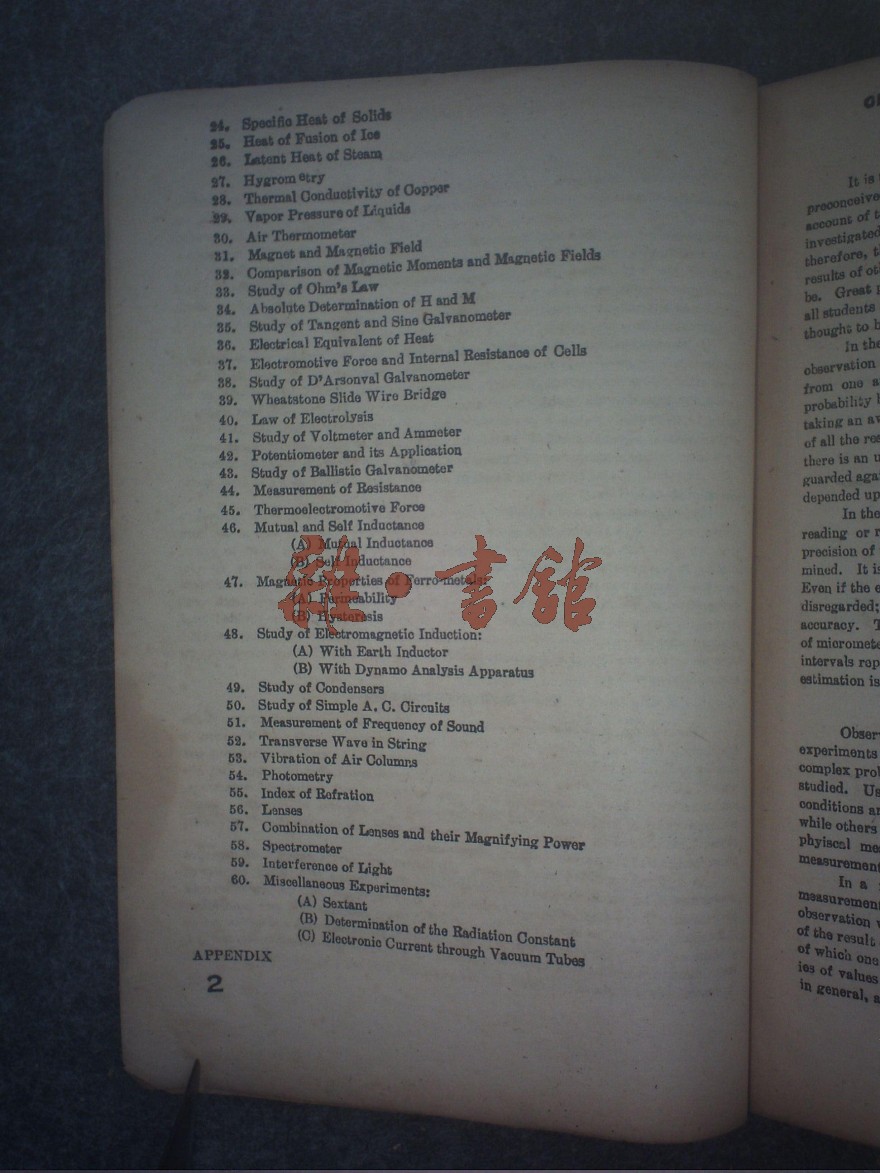 24. Specific Heat of Solids
25. Heat of Fusion of Ice
26. Latent Heat of Steam
27. Hygrometry
28. Thermal Conductivity of Copper
29. Vapor Pressure of Liquids
30. Air Thermometer
31. Magnet and Magnetic Field
32. Comparison of Magnetic Moments and Magnetic Fields
33. Study of Ohm's Law
34. Absolute Determination of H and M
35. Study of Tangent and Sine Galvanometer
36. Electrical Equivalent of Heat
37. Electromotive Force and Internal Resistance of Cells
38. Study of D'Arsonval Galvanometer
39. Wheatstone Slide Wire Bridge
40. Law of Electrolysis
41. Study of Voltmeter and Ammeter
42. Potentiometer and its Application
43. Study of Ballistic Galvanometer
44. Measurement of Resistance
45. Thermoelectromotive Force
46. Mutual and Self Inductance
(A) Mutual Inductance
(B) Self Inductance
47. Magnetic Properties of Ferro-metals:
(A) Permeability
(B) Hysteresis
48. Study of Electromagnetic Induction:
(A) With Earth Inductor
(B) With Dynamo Analysis Apparatus
49. Study of Condensers
50. Study of Simple A. C. Circuits
51. Measurement of Frequency of Sound
52. Transverse Wave in String
53. Vibration of Air Columns
54. Photometry
55. Index of Refration
56. Lenses
57. Combination of Lenses and their Magnifying Power
58. Spectrometer
59. Interference of Light
60. Miscellaneous Experiments:
(A) Sextant
(B) Determination of the Radiation Constant
(C) Electronic Current through Vacuum Tubes
APPENDIX
2
雜·書館
It is
preconceive
account of
investigated
therefore,
results of
be. Great
all students
thought to
In the
observation
from one
probability
taking an
of all the
there is an
guarded
depended
In the
reading or
precision of
mined. It is
Even if the
disregarded;
accuracy.
of
intervals
estimation is
experiments
complex
studied.
conditions
while others
phyiscal
measurement
In a
measurement
observation
of the result
of which one
ies of values
in general,